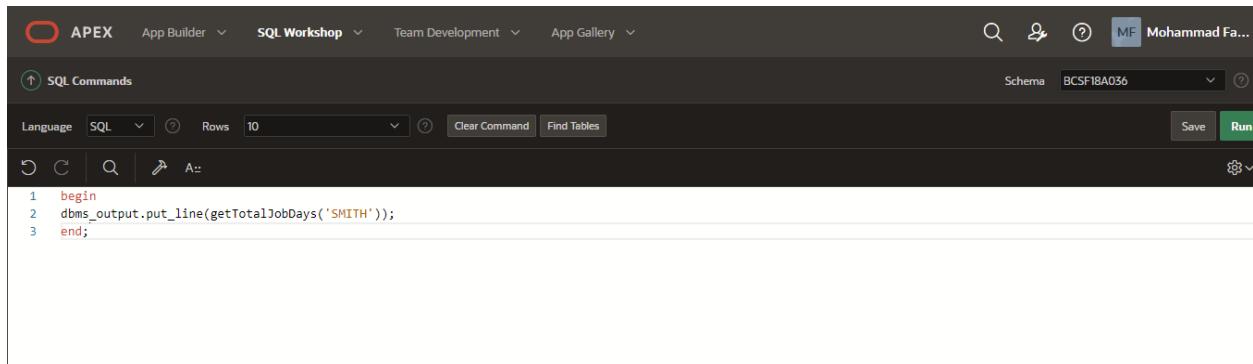 APEX App Builder SQL Workshop Team Development App Gallery MF Mohammad Fa...
SQL Commands Schema BCSF18A036
Language SQL Rows 10 Clear Command Find Tables Save Run
A::
1 begin
2 dbms_output.put_line(getTotalJobDays('SMITH'));
3 end;